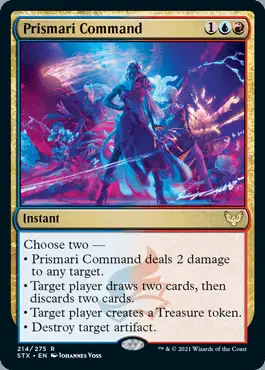 Prismari Command 1
Instant
Choose two —
• Prismari Command deals 2 damage
to any target.
• Target player draws two cards, then
discards two cards.
• Target player creates a Treasure token.
• Destroy target artifact.
214/275 R
STX • EN Johannes Voss
™ & © 2021 Wizards of the Coast